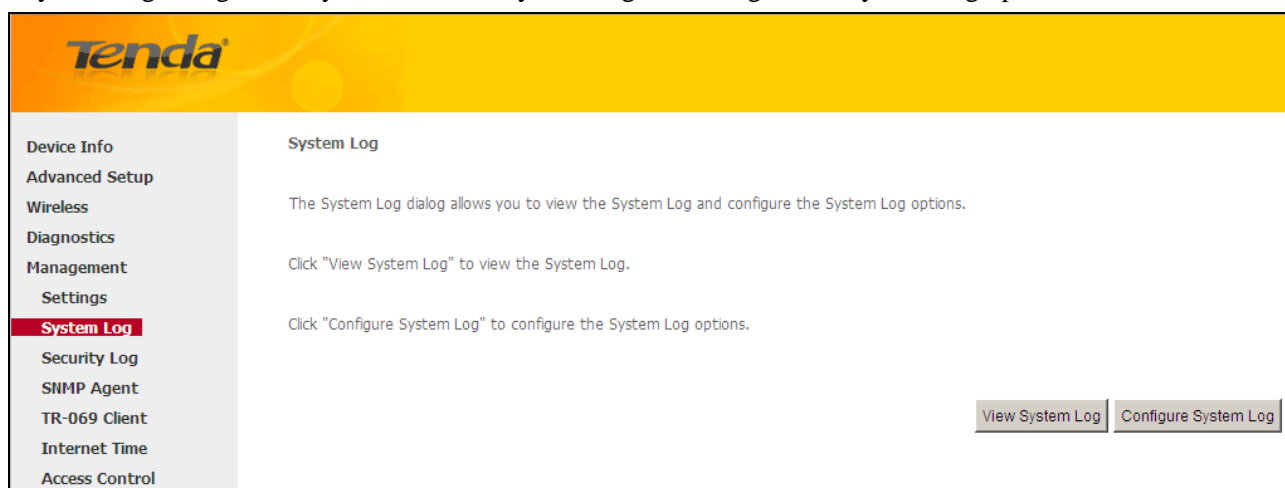 Tenda®
Device Info
Advanced Setup
Wireless
Diagnostics
Management
Settings
System Log
Security Log
SNMP Agent
TR-069 Client
Internet Time
Access Control
System Log
The System Log dialog allows you to view the System Log and configure the System Log options.
Click "View System Log" to view the System Log.
Click "Configure System Log" to configure the System Log options.
View System Log
Configure System Log